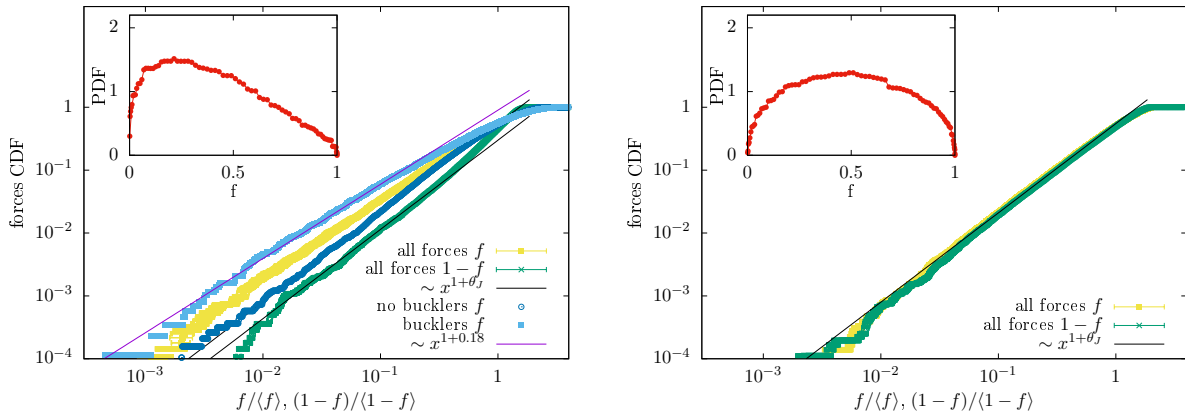 2
1
0
PDF
0
0.5
1
f
1
10⁻¹
10⁻²
10⁻³
10⁻⁴
forces CDF
all forces f
all forces 1 − f
∼ x^{1+θ_J}
no bucklers f
bucklers f
∼ x^{1+0.18}
10⁻³
10⁻²
10⁻¹
1
f/⟨f⟩, (1 − f)/⟨1 − f⟩
2
1
0
PDF
0
0.5
1
f
1
10⁻¹
10⁻²
10⁻³
10⁻⁴
forces CDF
all forces f
all forces 1 − f
∼ x^{1+θ_J}
10⁻³
10⁻²
10⁻¹
1
f/⟨f⟩, (1 − f)/⟨1 − f⟩